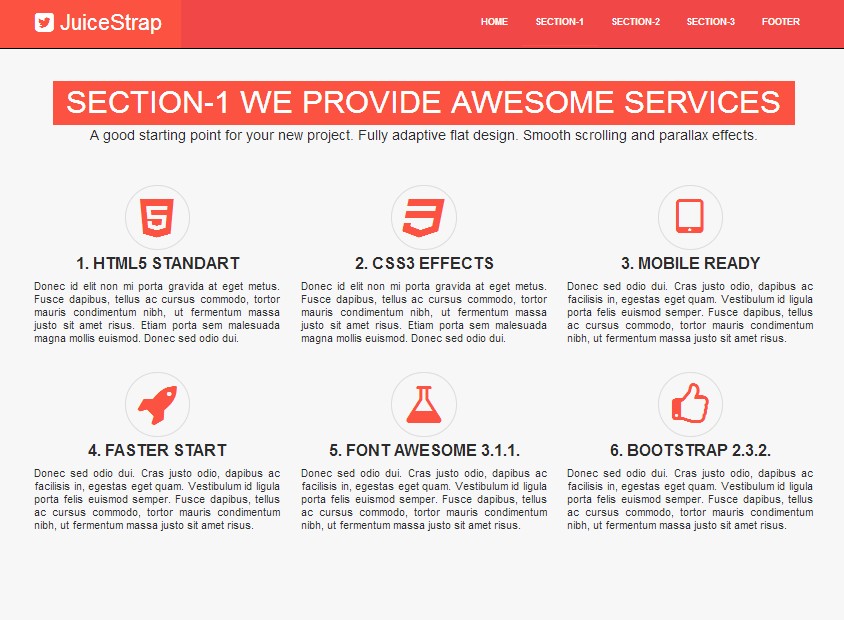 JuiceStrap
HOME SECTION-1 SECTION-2 SECTION-3 FOOTER
SECTION-1 WE PROVIDE AWESOME SERVICES
A good starting point for your new project. Fully adaptive flat design. Smooth scrolling and parallax effects.
1. HTML5 STANDART
Donec id elit non mi porta gravida at eget metus.
Fusce dapibus, tellus ac cursus commodo, tortor
mauris condimentum nibh, ut fermentum massa
justo sit amet risus. Etiam porta sem malesuada
magna mollis euismod. Donec sed odio dui.
2. CSS3 EFFECTS
Donec id elit non mi porta gravida at eget metus.
Fusce dapibus, tellus ac cursus commodo, tortor
mauris condimentum nibh, ut fermentum massa
justo sit amet risus. Etiam porta sem malesuada
magna mollis euismod. Donec sed odio dui.
3. MOBILE READY
Donec sed odio dui. Cras justo odio, dapibus ac
facilisis in, egestas eget quam. Vestibulum id ligula
porta felis euismod semper. Fusce dapibus, tellus
ac cursus commodo, tortor mauris condimentum
nibh, ut fermentum massa justo sit amet risus.
4. FASTER START
Donec sed odio dui. Cras justo odio, dapibus ac
facilisis in, egestas eget quam. Vestibulum id ligula
porta felis euismod semper. Fusce dapibus, tellus
ac cursus commodo, tortor mauris condimentum
nibh, ut fermentum massa justo sit amet risus.
5. FONT AWESOME 3.1.1.
Donec sed odio dui. Cras justo odio, dapibus ac
facilisis in, egestas eget quam. Vestibulum id ligula
porta felis euismod semper. Fusce dapibus, tellus
ac cursus commodo, tortor mauris condimentum
nibh, ut fermentum massa justo sit amet risus.
6. BOOTSTRAP 2.3.2.
Donec sed odio dui. Cras justo odio, dapibus ac
facilisis in, egestas eget quam. Vestibulum id ligula
porta felis euismod semper. Fusce dapibus, tellus
ac cursus commodo, tortor mauris condimentum
nibh, ut fermentum massa justo sit amet risus.